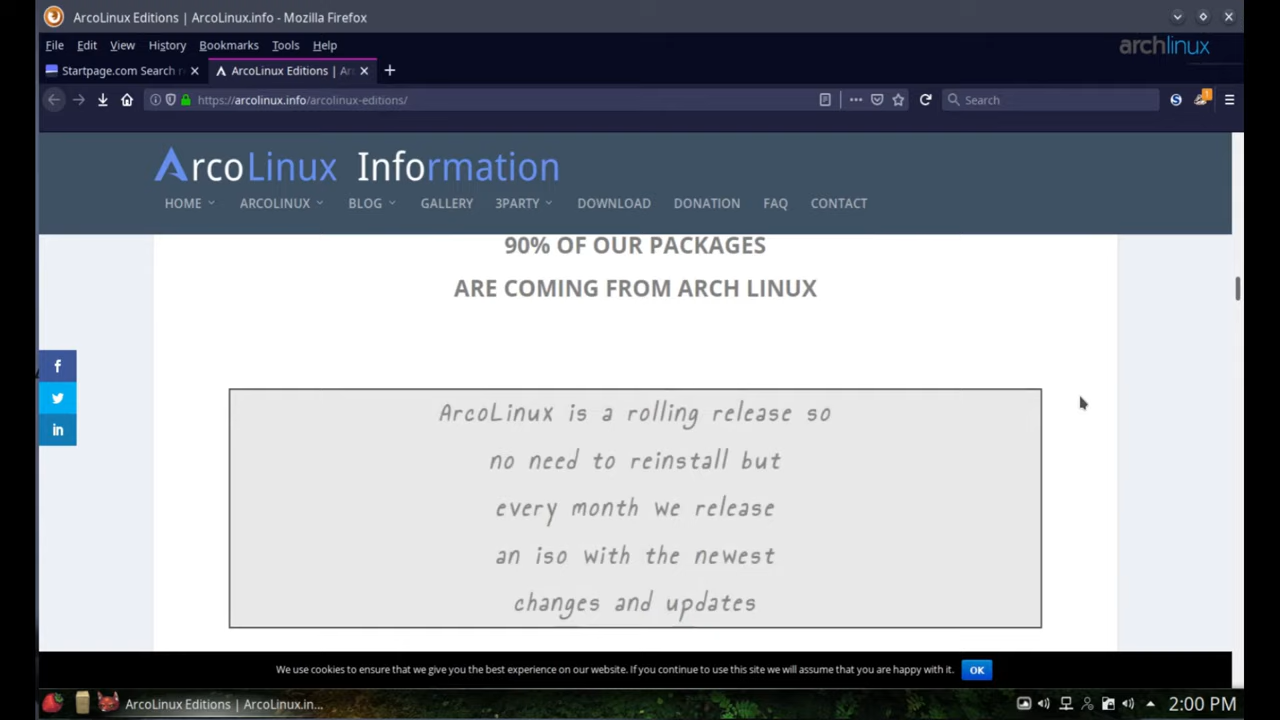 ArcoLinux Editions | ArcoLinux.info - Mozilla Firefox
File Edit View History Bookmarks Tools Help
archlinux
Startpage.com Search r
ArcoLinux Editions | Ar
https://arcolinux.info/arcolinux-editions/
Search
1
ArcoLinux Information
HOME ARCOLINUX BLOG GALLERY 3PARTY DOWNLOAD DONATION FAQ CONTACT
90% OF OUR PACKAGES
ARE COMING FROM ARCH LINUX
ArcoLinux is a rolling release so
no need to reinstall but
every month we release
an iso with the newest
changes and updates
We use cookies to ensure that we give you the best experience on our website. If you continue to use this site we will assume that you are happy with it. OK
ArcoLinux Editions | ArcoLinux.in...
2:00 PM